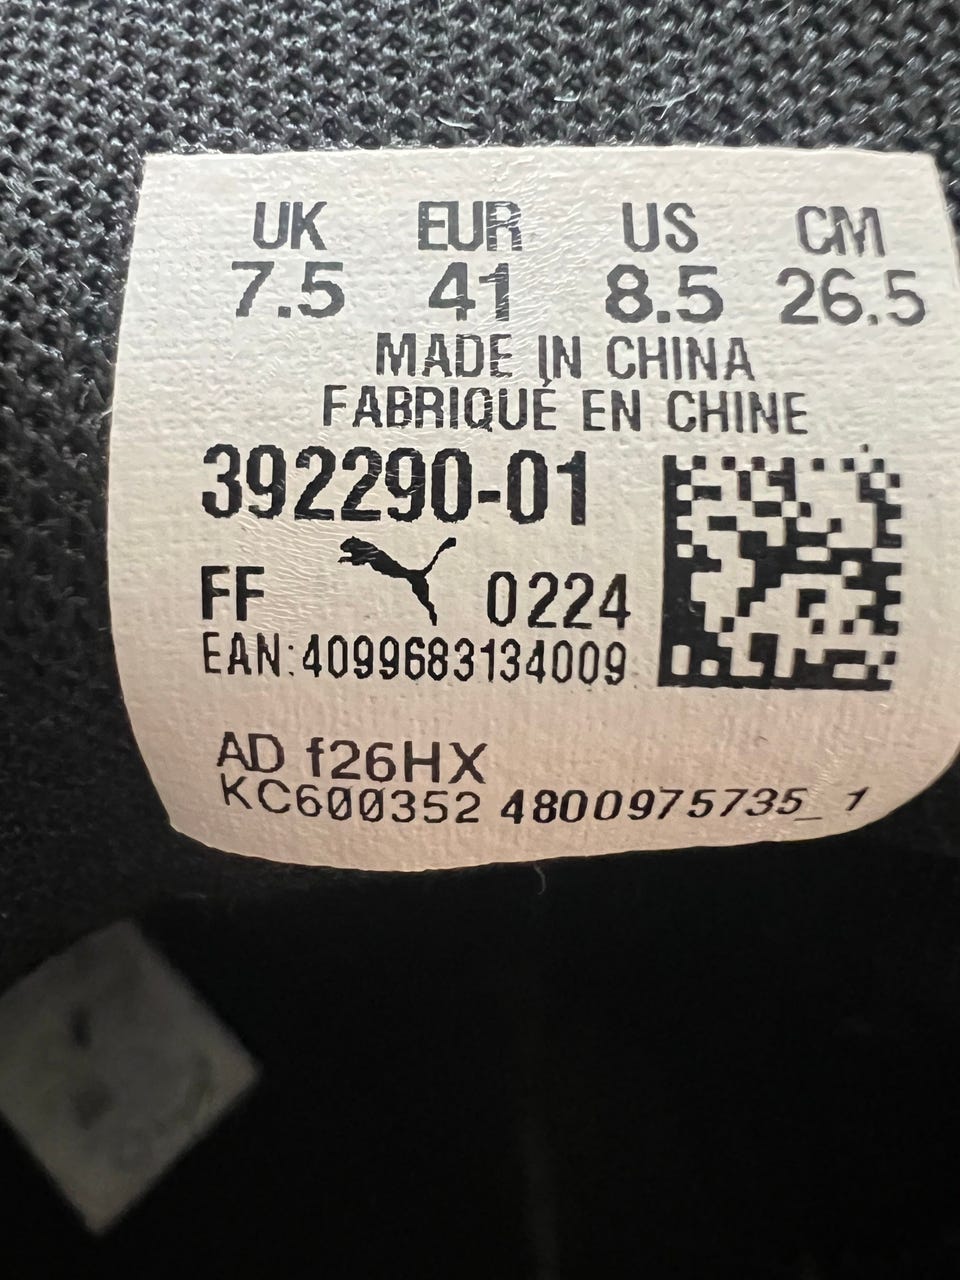 UK EUR US CM
7.5 41 8.5 26.5
MADE IN CHINA
FABRIQUÉ EN CHINE
392290-01
FF 0224
EAN:4099683134009
AD f26HX
KC600352 4800975735_1